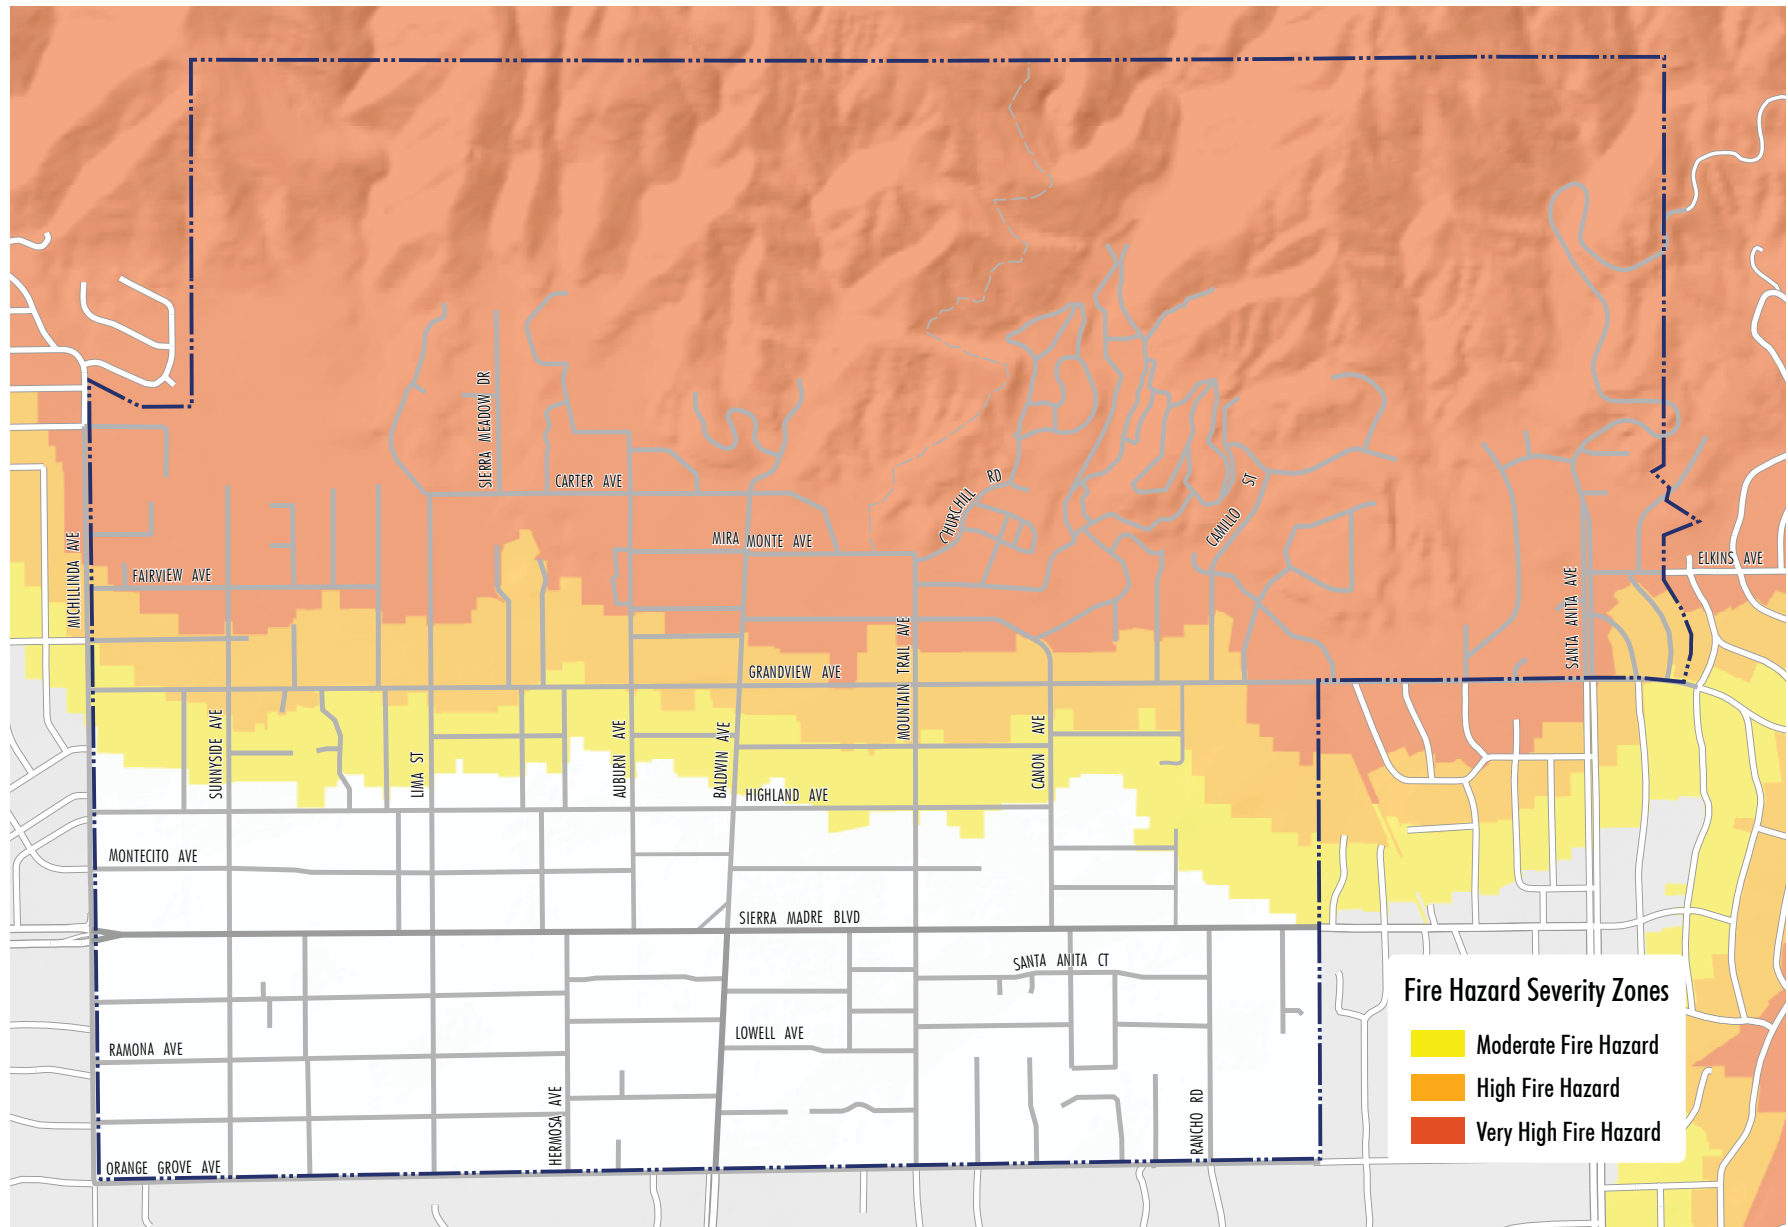 SIERRA MEADOW DR
CARTER AVE
CHURCHILL RD
CAMILLO ST
MIRA MONTE AVE
MICHILLINDA AVE
FAIRVIEW AVE
ELKINS AVE
SANTA ANITA AVE
MOUNTAIN TRAIL AVE
GRANDVIEW AVE
SUNNYSIDE AVE
LIMA ST
AUBURN AVE
BALDWIN AVE
CANON AVE
HIGHLAND AVE
MONTECITO AVE
SIERRA MADRE BLVD
SANTA ANITA CT
LOWELL AVE
RAMONA AVE
HERMOSA AVE
RANCHO RD
ORANGE GROVE AVE
Fire Hazard Severity Zones
Moderate Fire Hazard
High Fire Hazard
Very High Fire Hazard